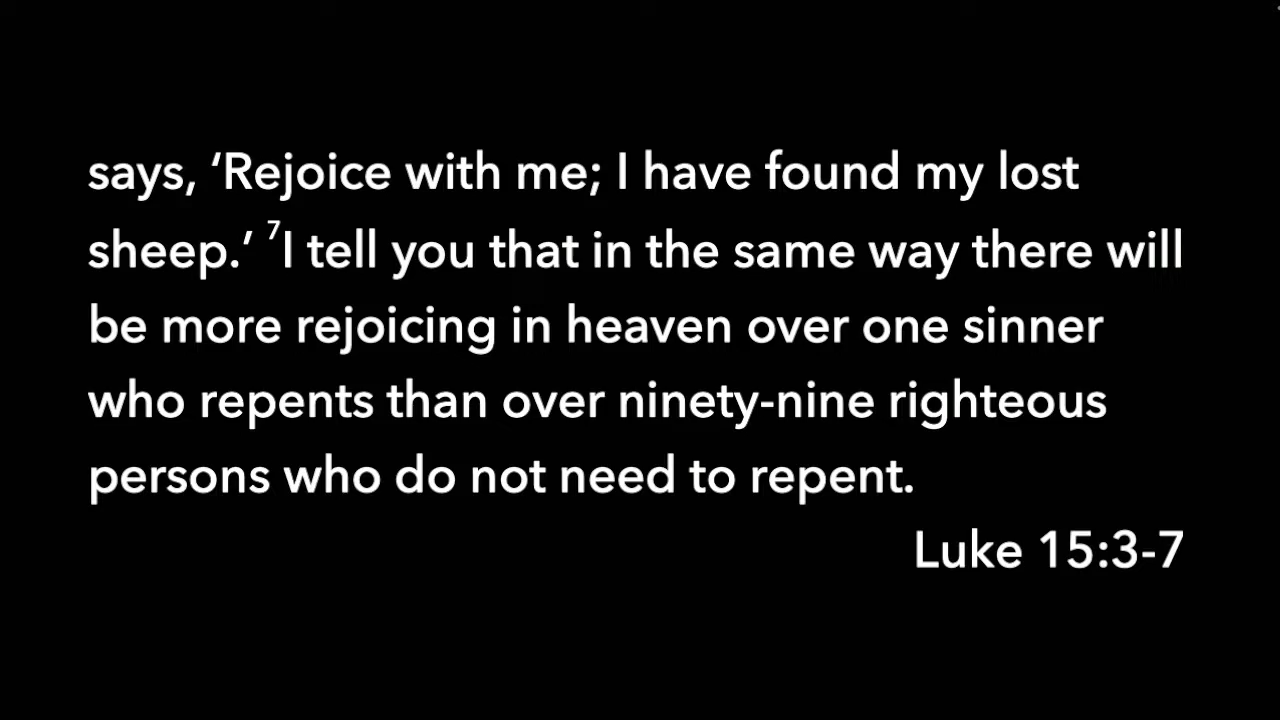 says, ‘Rejoice with me; I have found my lost
sheep.’ ⁷I tell you that in the same way there will
be more rejoicing in heaven over one sinner
who repents than over ninety-nine righteous
persons who do not need to repent.
Luke 15:3-7